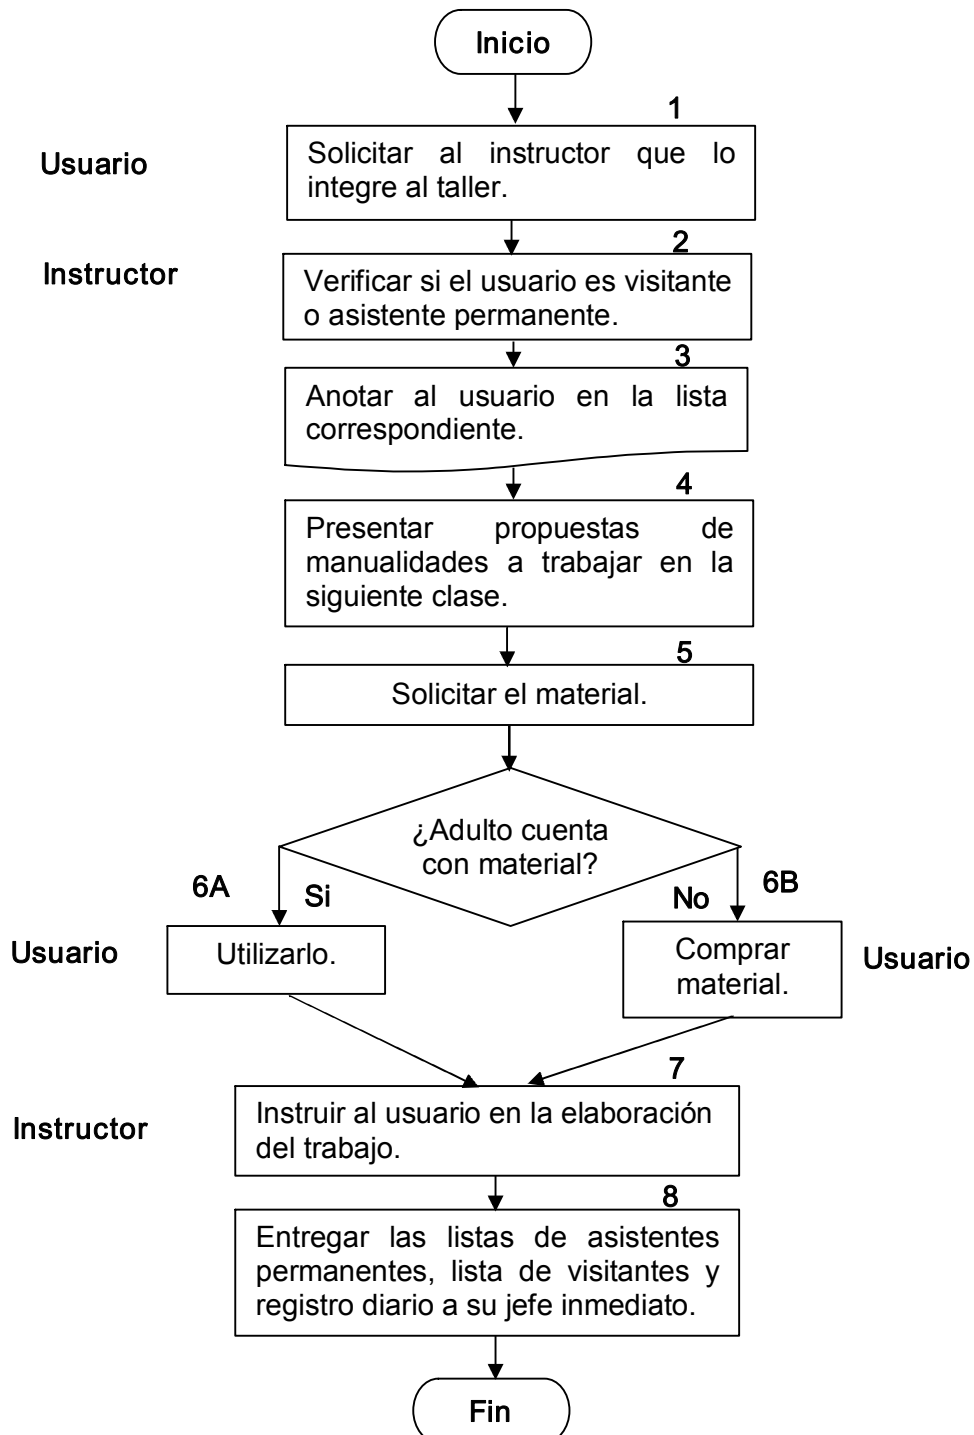 Inicio
1
Usuario
Solicitar al instructor que lo
integre al taller.
2
Instructor
Verificar si el usuario es visitante
o asistente permanente.
3
Anotar al usuario en la lista
correspondiente.
4
Presentar propuestas de
manualidades a trabajar en la
siguiente clase.
5
Solicitar el material.
¿Adulto cuenta
con material?
6A
Si
No
6B
Usuario
Utilizarlo.
Comprar
material.
Usuario
7
Instructor
Instruir al usuario en la elaboración
del trabajo.
8
Entregar las listas de asistentes
permanentes, lista de visitantes y
registro diario a su jefe inmediato.
Fin